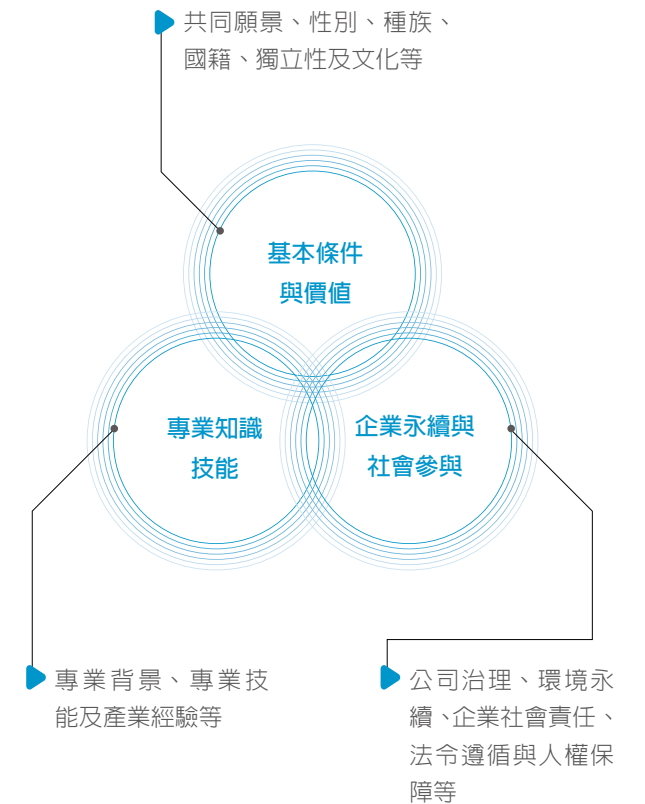 共同願景、性別、種族、
國籍、獨立性及文化等
基本條件
與價值
專業知識
技能
企業永續與
社會參與
專業背景、專業技
能及產業經驗等
公司治理、環境永
續、企業社會責任、
法令遵循與人權保
障等